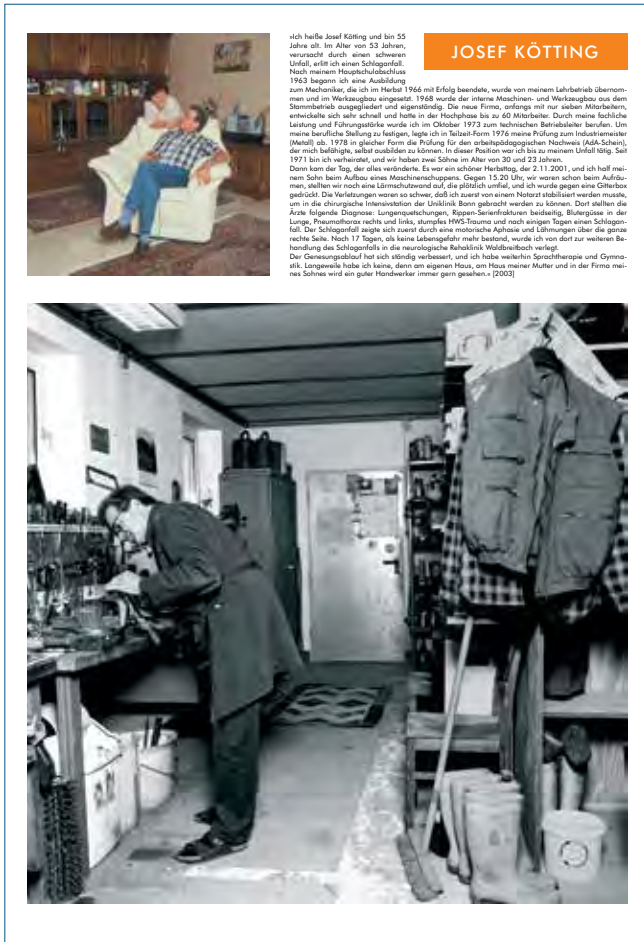 JOSEF KÖTTING
»Ich heiße Josef Kötting und bin 55
Jahre alt. Im Alter von 53 Jahren,
verursacht durch einen schweren
Unfall, erlitt ich einen Schlaganfall.
Nach meinem Hauptschulabschluss
1963 begann ich eine Ausbildung
zum Mechaniker, die ich im Herbst 1966 mit Erfolg beendete, wurde von meinem Lehrbetrieb übernom-
men und im Werkzeugbau eingesetzt. 1968 wurde der interne Maschinen- und Werkzeugbau aus dem
Stammbetrieb ausgegliedert und eigenständig. Die neue Firma, anfangs mit nur sieben Mitarbeitern,
entwickelte sich sehr schnell und hatte in der Hochphase bis zu 60 Mitarbeiter. Durch meine fachliche
Leistung und Führungsstärke wurde ich im Oktober 1973 zum technischen Betriebsleiter berufen. Um
meine berufliche Stellung zu festigen, legte ich in Teilzeit-Form 1976 meine Prüfung zum Industriemeister
(Metall) ab. 1978 in gleicher Form die Prüfung für den arbeitspädagogischen Nachweis (AdA-Schein),
der mich befähigte, selbst ausbilden zu können. In dieser Position war ich bis zu meinem Unfall tätig. Seit
1971 bin ich verheiratet, und wir haben zwei Söhne im Alter von 30 und 23 Jahren.
Dann kam der Tag, der alles veränderte. Es war ein schöner Herbsttag, der 2.11.2001, und ich half mei-
nem Sohn beim Aufbau eines Maschinenschuppens. Gegen 15.20 Uhr, wir waren schon beim Aufräu-
men, stellten wir noch eine Lärmschutzwand auf, die plötzlich umfiel, und ich wurde gegen eine Gitterbox
gedrückt. Die Verletzungen waren so schwer, daß ich zuerst von einem Notarzt stabilisiert werden musste,
um in die chirurgische Intensivstation der Uniklinik Bonn gebracht werden zu können. Dort stellten die
Ärzte folgende Diagnose: Lungenquetschungen, Rippen-Serienfrakturen beidseitig, Blutergüsse in der
Lunge, Pneumothorax rechts und links, stumpfes HWS-Trauma und nach einigen Tagen einen Schlagan-
fall. Der Schlaganfall zeigte sich zuerst durch eine motorische Aphasie und Lähmungen über die ganze
rechte Seite. Nach 17 Tagen, als keine Lebensgefahr mehr bestand, wurde ich von dort zur weiteren Be-
handlung des Schlaganfalls in die neurologische Rehaklinik Waldbreitbach verlegt.
Der Genesungsablauf hat sich ständig verbessert, und ich habe weiterhin Sprachtherapie und Gymna-
stik. Langeweile habe ich keine, denn am eigenen Haus, am Haus meiner Mutter und in der Firma mei-
nes Sohnes wird ein guter Handwerker immer gern gesehen.« [2003]